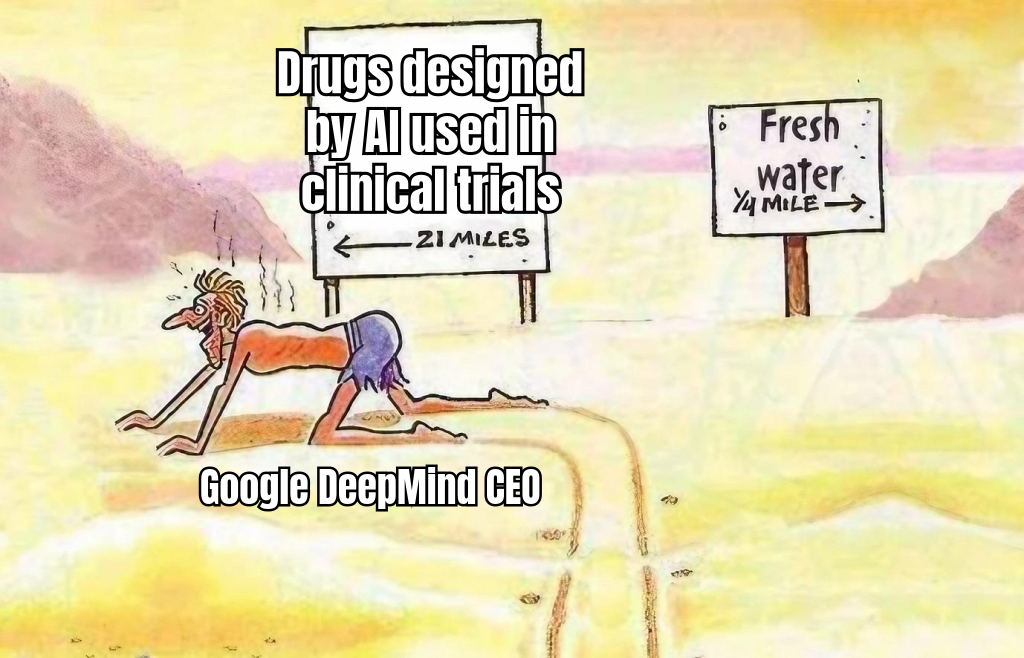 Drugs designed
by AI used in
clinical trials
← 21 MILES
Fresh
water
1/4 MILE →
Google DeepMind CEO